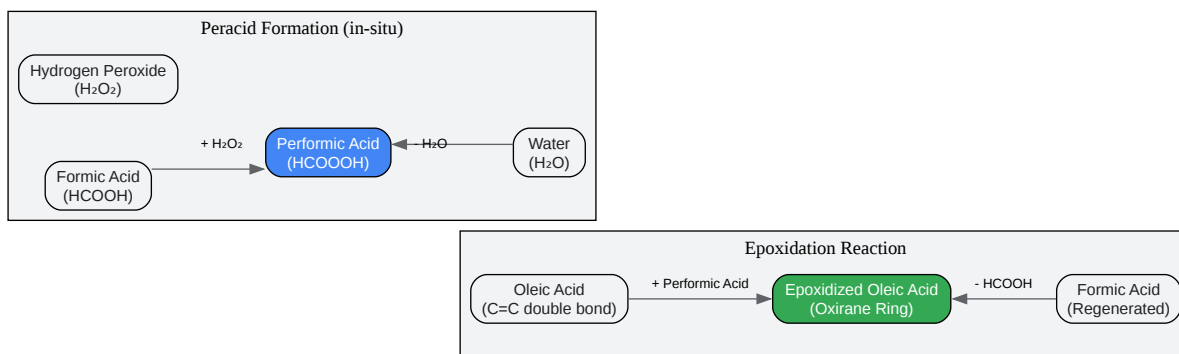 Peracid Formation (in-situ)
Hydrogen Peroxide
(H₂O₂)
+ H₂O₂
Performic Acid
(HCOOOH)
- H₂O
Water
(H₂O)
Formic Acid
(HCOOH)
Epoxidation Reaction
Oleic Acid
(C=C double bond)
+ Performic Acid
Epoxidized Oleic Acid
(Oxirane Ring)
- HCOOH
Formic Acid
(Regenerated)